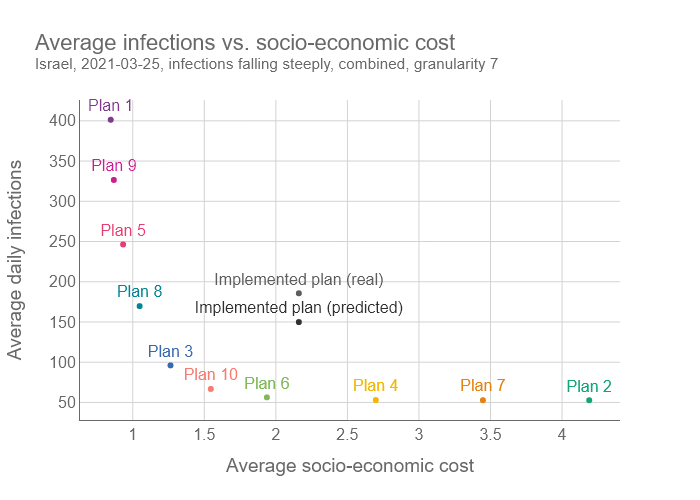 Average infections vs. socio-economic cost
Israel, 2021-03-25, infections falling steeply, combined, granularity 7
Plan 1
400
Plan 9
350
300
Plan 5
250
Implemented plan (real)
200
Plan 8
Implemented plan (predicted)
150
Plan 3
100
Plan 10
Plan 6
Plan 4
Plan 7
Plan 2
50
1
1.5
2
2.5
3
3.5
4
Average daily infections
Average socio-economic cost